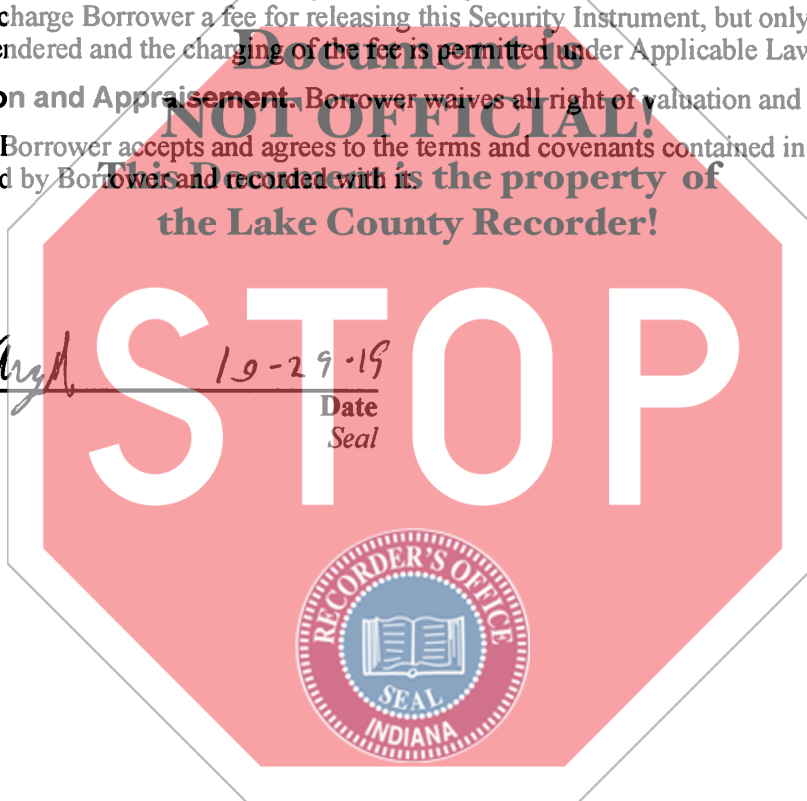 charge Borrower a fee for releasing this Security Instrument, but only
endered and the charging of the fee is permitted under Applicable Law
Document is
on and Appraisement. Borrower waives all right of valuation and
NOT OFFICIAL!
Borrower accepts and agrees to the terms and covenants contained in
d by Borrower and recorded with it.
This Document is the property of
the Lake County Recorder!
STOP
10-29-19
Date
Seal
RECORDER'S OFFICE
SEAL
INDIANA